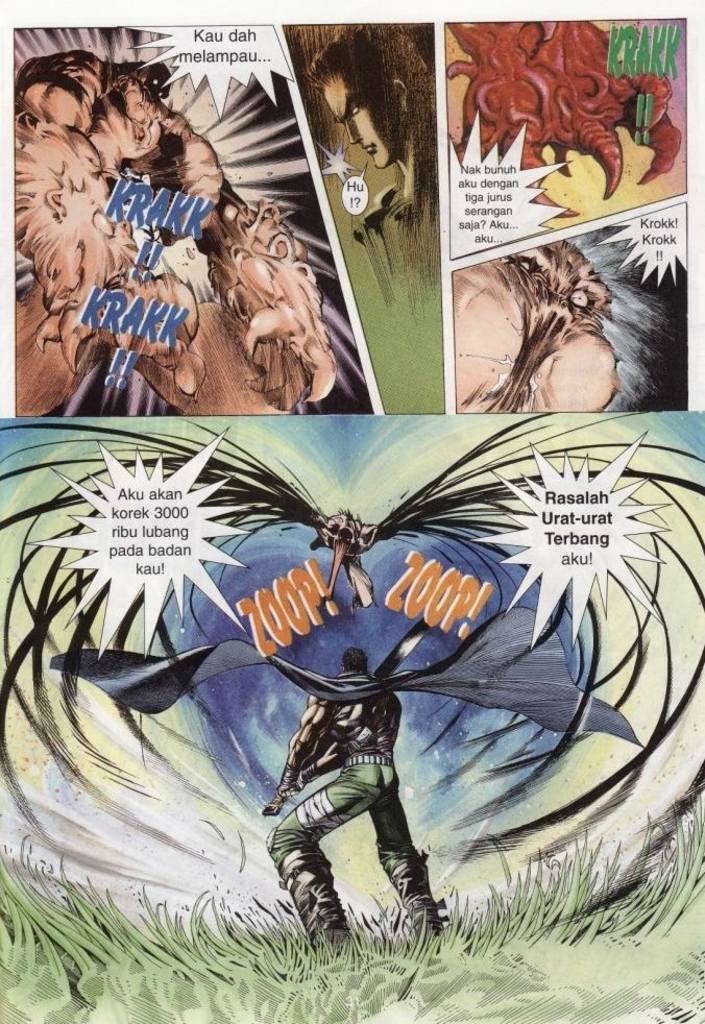 Kau dah
melampau...
KRAKK
!!
KRAKK
!!
Hu
!?
KRAKK
!!
Nak bunuh
aku dengan
tiga jurus
serangan
saja? Aku...
aku...
Krokk!
Krokk
!!
Aku akan
korek 3000
ribu lubang
pada badan
kau!
Rasalah
Urat-urat
Terbang
aku!
ZOOP!
ZOOP!